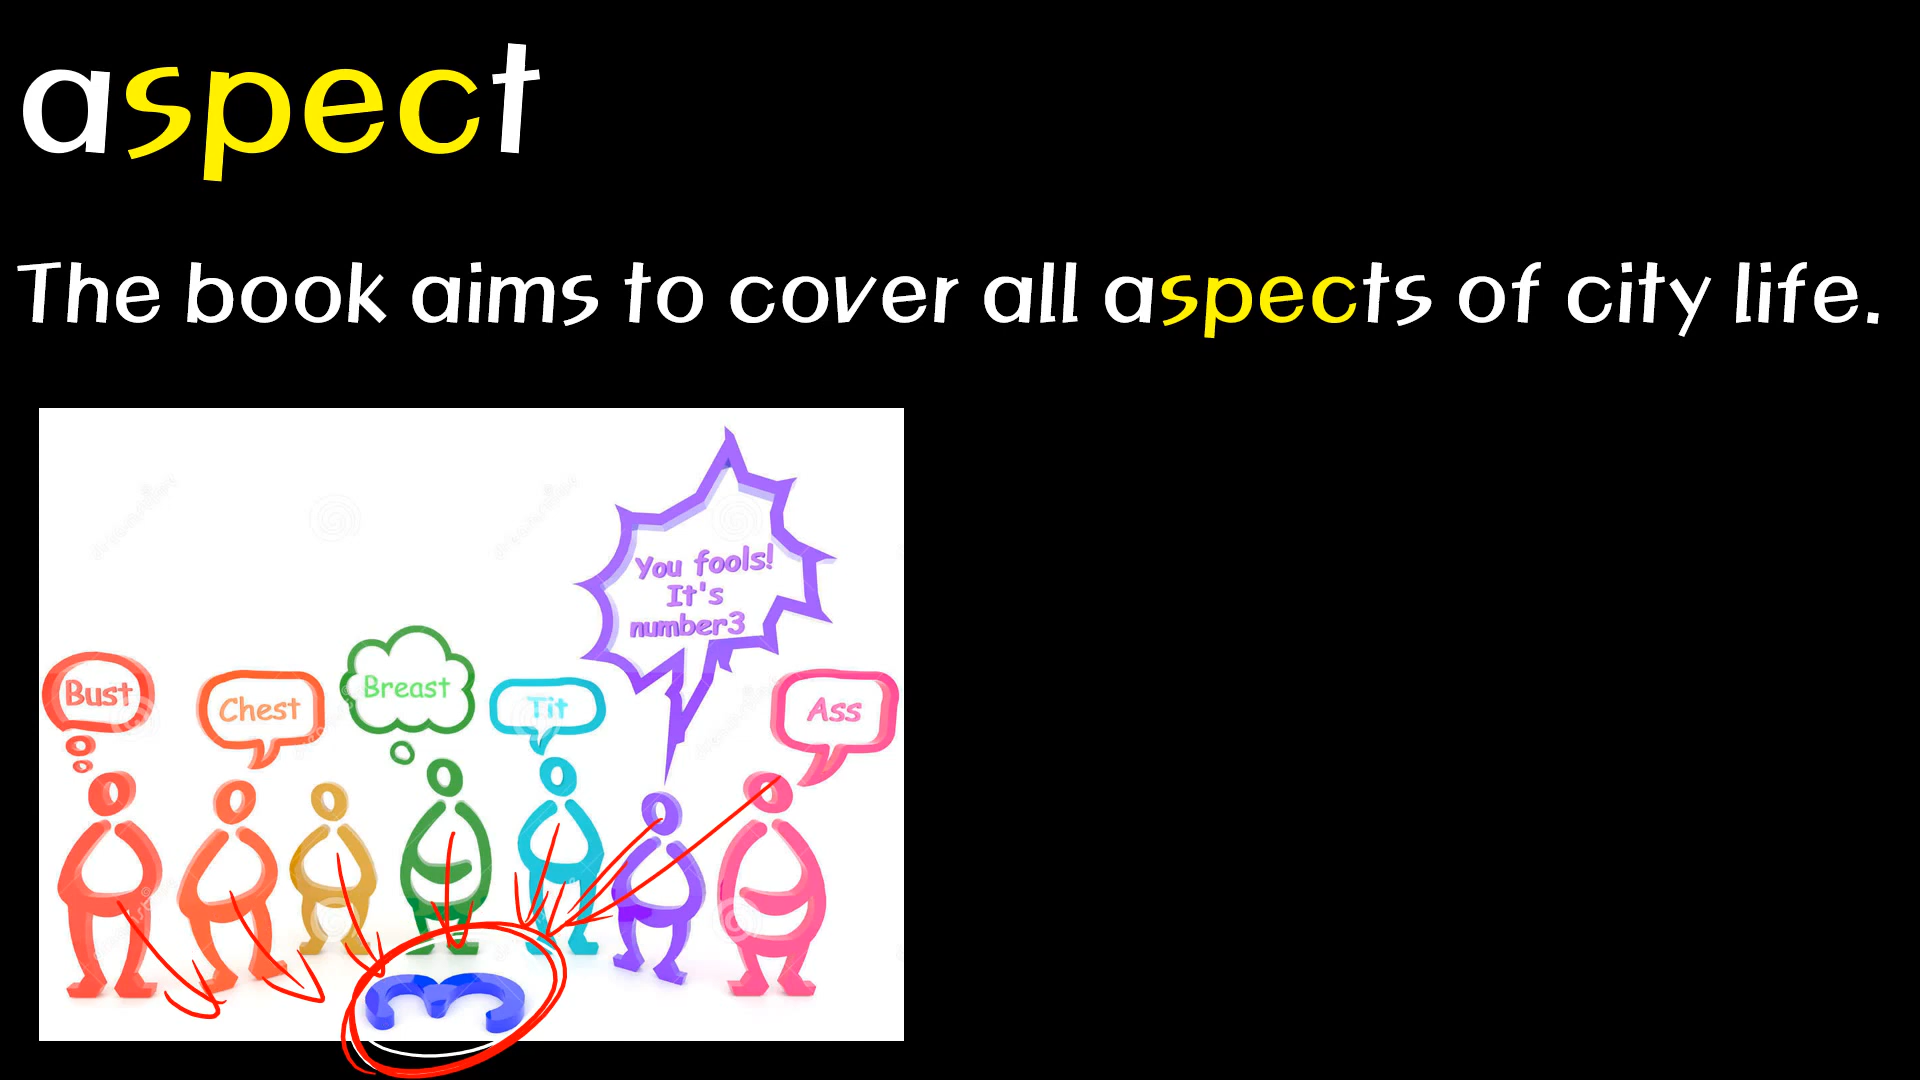 aspect
The book aims to cover all aspects of city life.
You fools!
It's
number3
Bust
Chest
Breast
Tit
Ass
3